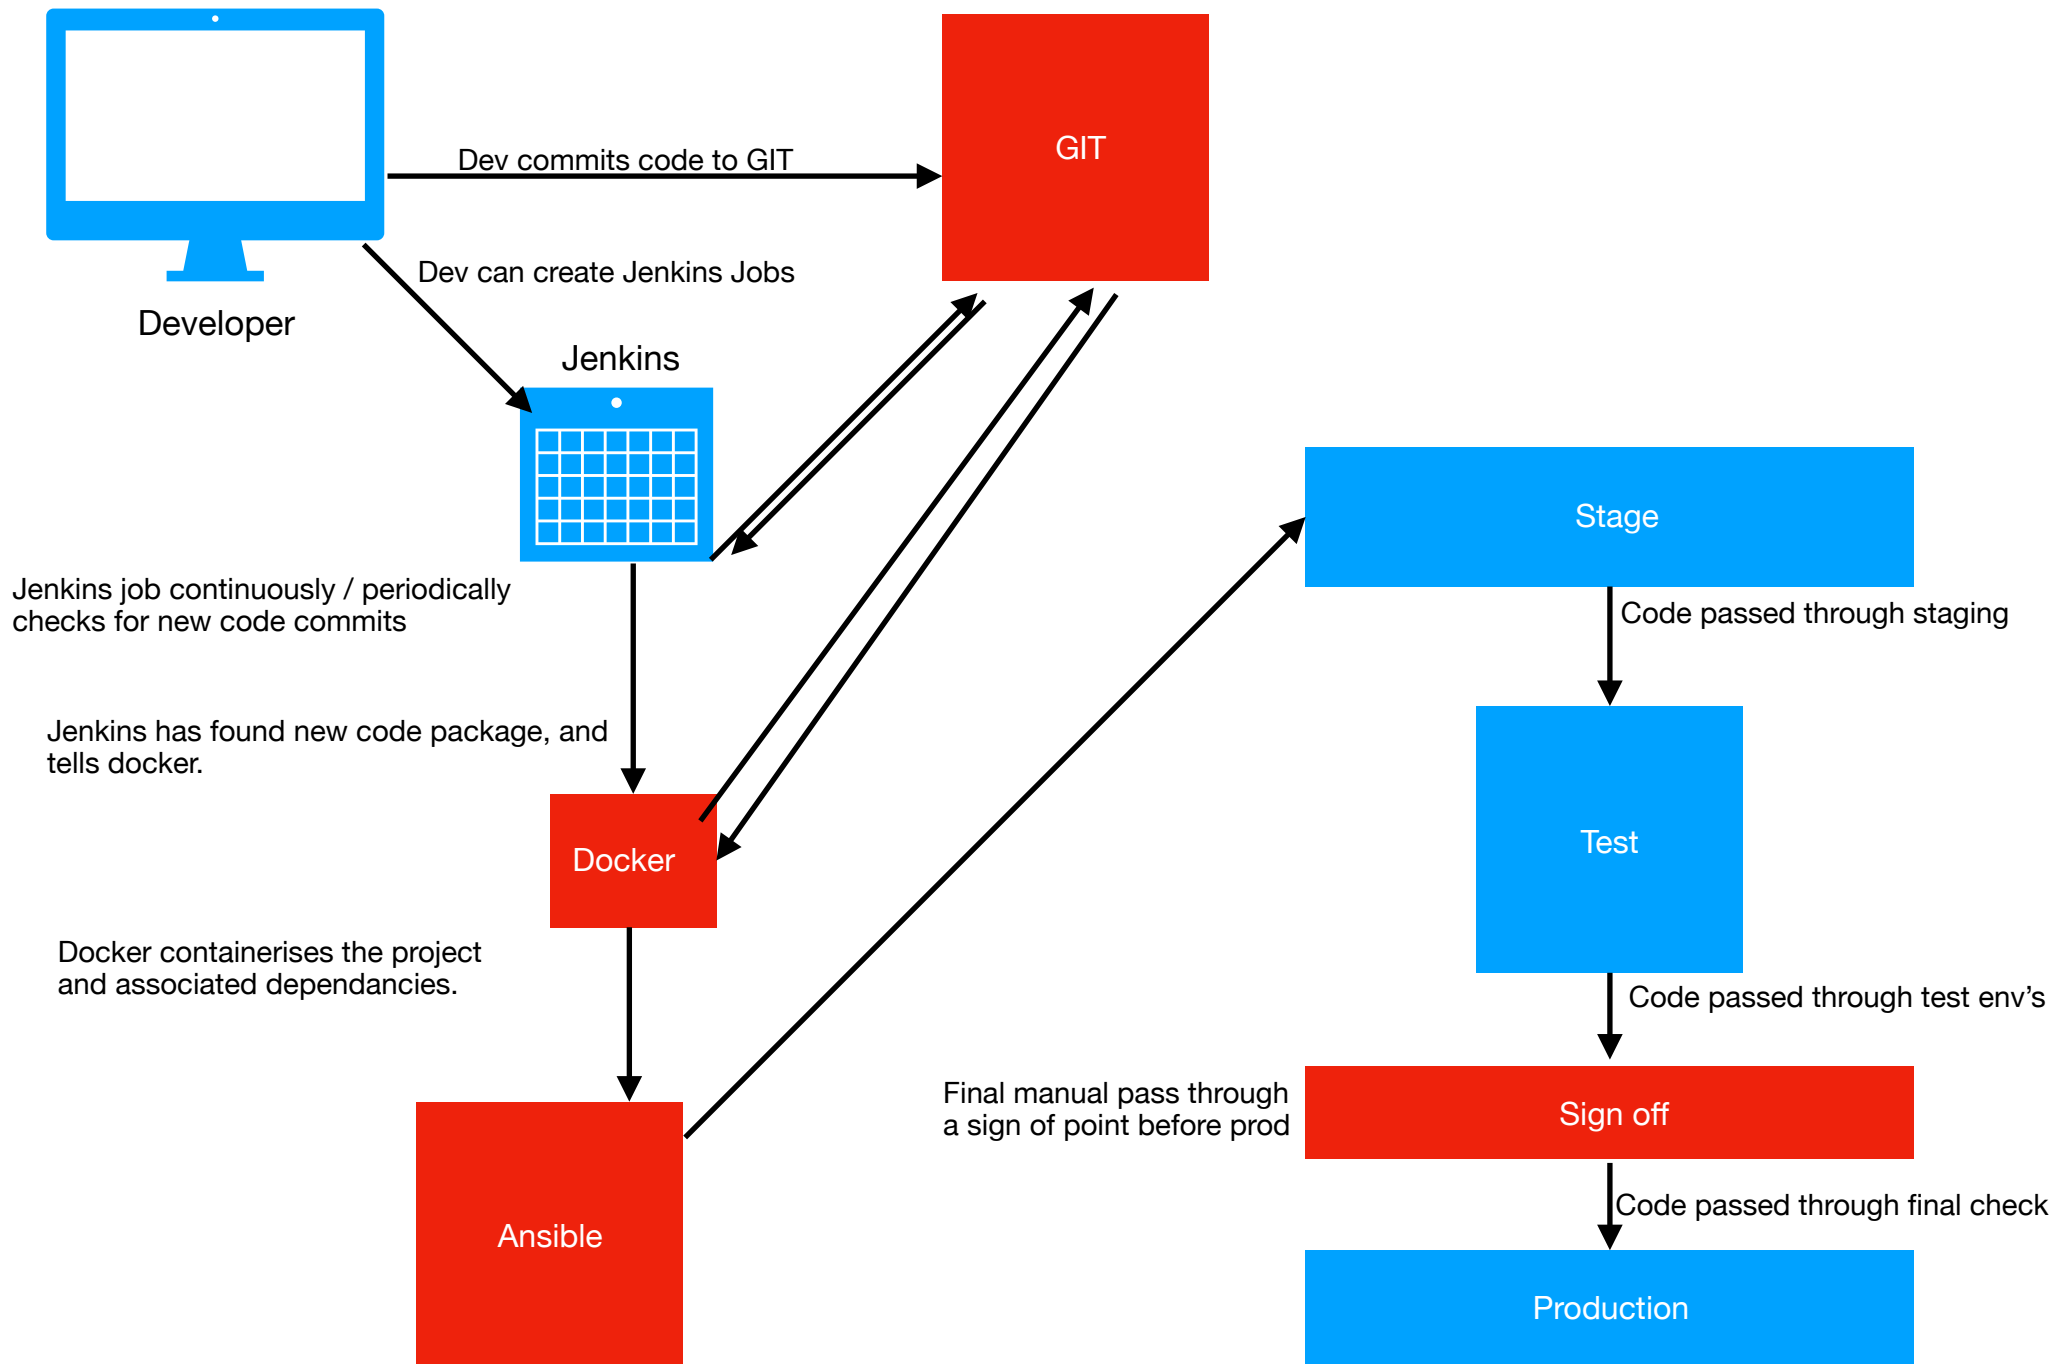 GIT
Dev commits code to GIT
Dev can create Jenkins Jobs
Developer
Jenkins
Stage
Jenkins job continuously / periodically
checks for new code commits
Code passed through staging
Jenkins has found new code package, and
tells docker.
Test
Docker
Docker containerises the project
and associated dependancies.
Code passed through test env’s
Final manual pass through
a sign of point before prod
Sign off
Code passed through final check
Ansible
Production